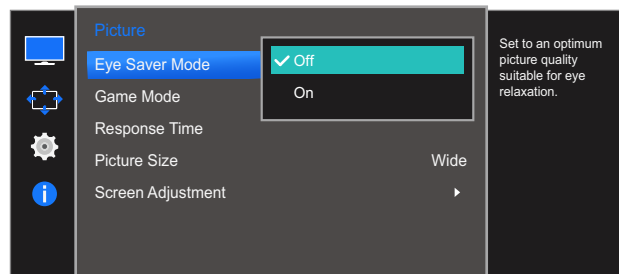 Picture
Eye Saver Mode
Off
Game Mode
On
Response Time
Picture Size Wide
Screen Adjustment
Set to an optimum
picture quality
suitable for eye
relaxation.